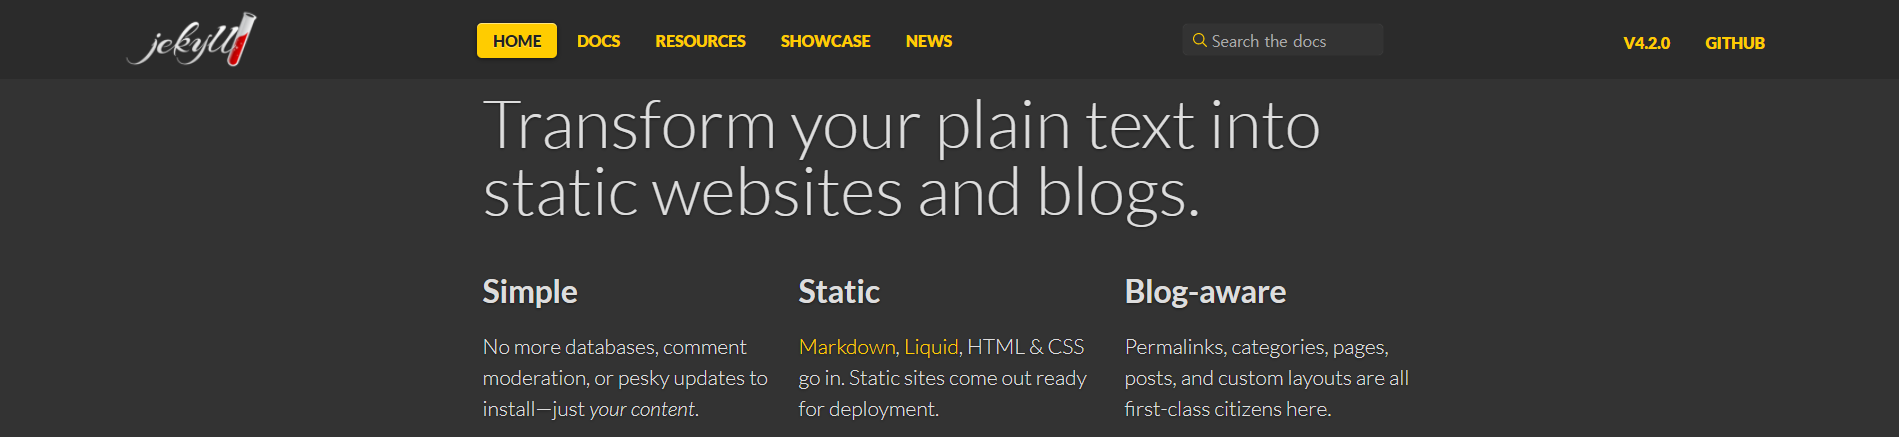 jekyll
HOME DOCS RESOURCES SHOWCASE NEWS
Search the docs
V4.2.0 GITHUB
Transform your plain text into
static websites and blogs.
Simple
No more databases, comment
moderation, or pesky updates to
install—just your content.
Static
Markdown, Liquid, HTML & CSS
go in. Static sites come out ready
for deployment.
Blog-aware
Permalinks, categories, pages,
posts, and custom layouts are all
first-class citizens here.